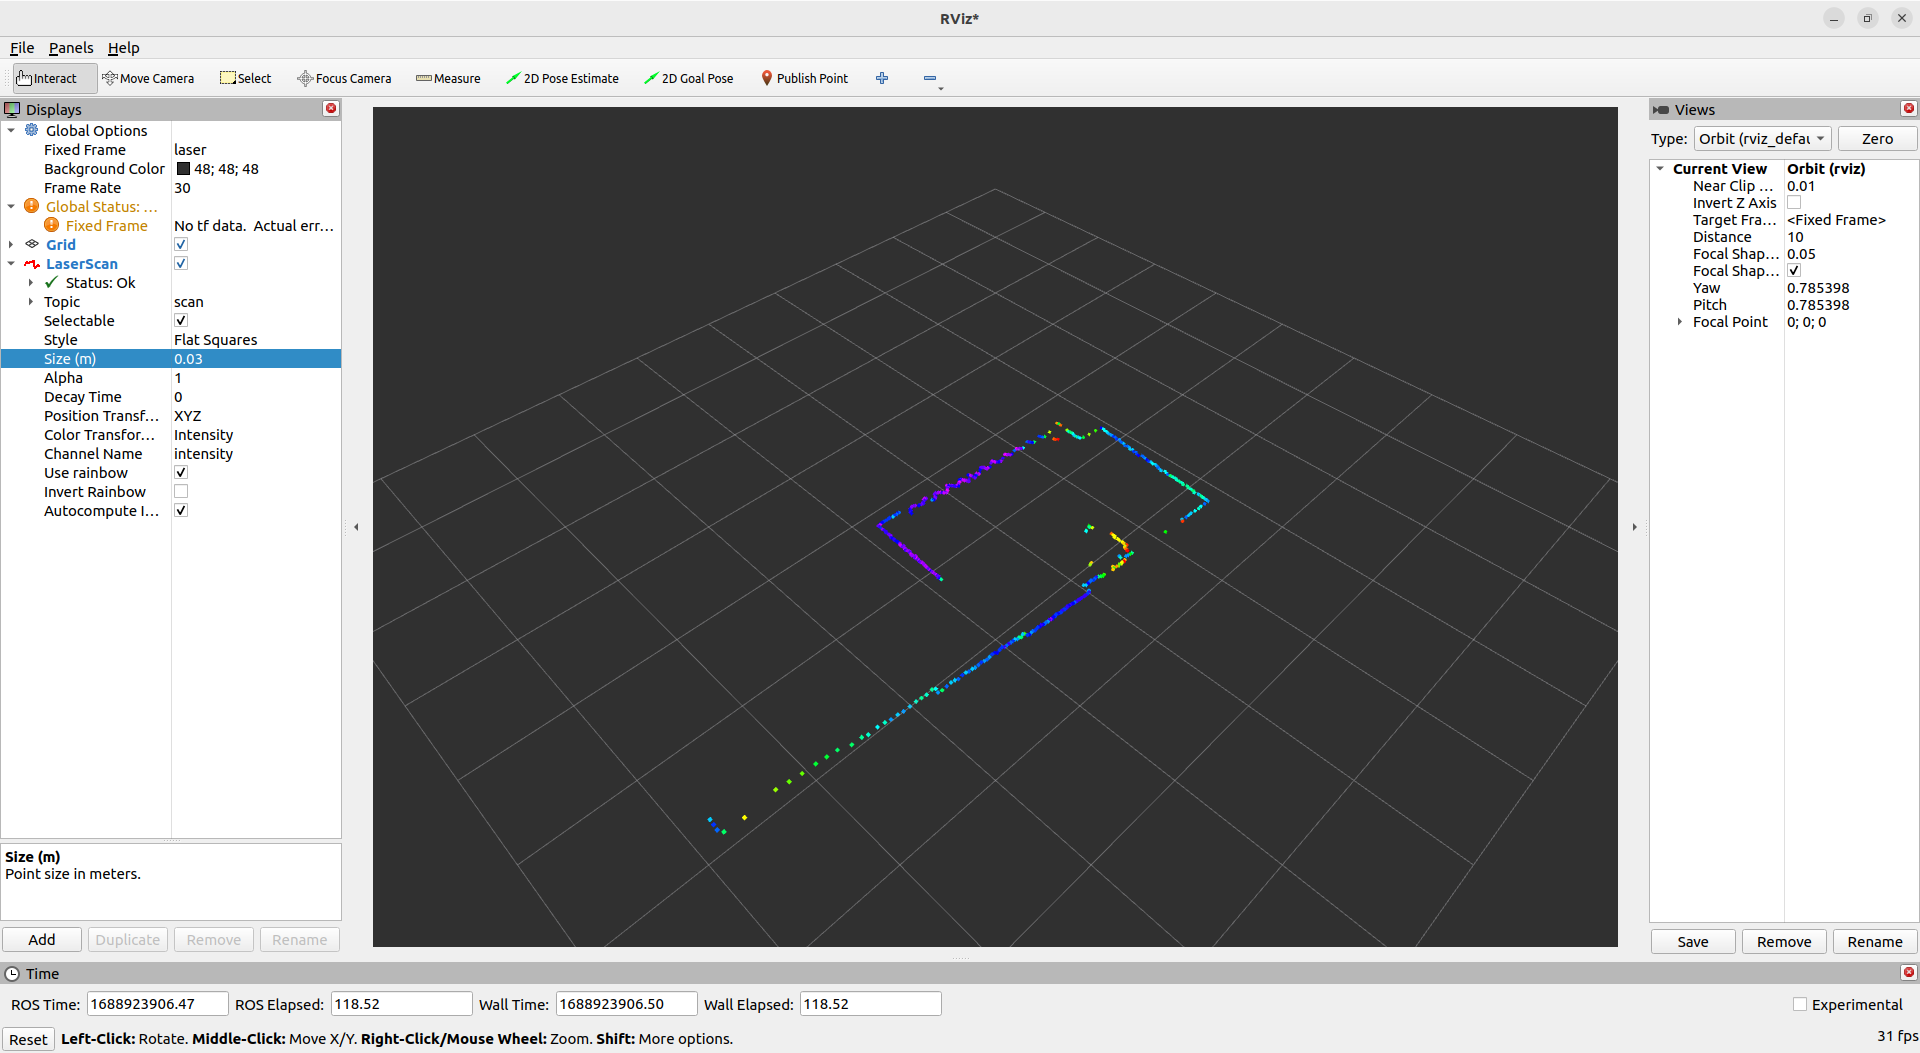 RViz*
File Panels Help
Interact Move Camera Select Focus Camera Measure 2D Pose Estimate 2D Goal Pose Publish Point
Displays
Global Options
Fixed Frame laser
Background Color 48; 48; 48
Frame Rate 30
Global Status: ...
Fixed Frame No tf data. Actual err...
Grid
LaserScan
Status: Ok
Topic scan
Selectable
Style Flat Squares
Size (m) 0.03
Alpha 1
Decay Time 0
Position Transf... XYZ
Color Transfor... Intensity
Channel Name intensity
Use rainbow
Invert Rainbow
Autocompute I...
Size (m)
Point size in meters.
Add Duplicate Remove Rename
Views
Type: Orbit (rviz_defau Zero
Current View Orbit (rviz)
Near Clip ... 0.01
Invert Z Axis
Target Fra... <Fixed Frame>
Distance 10
Focal Shap... 0.05
Focal Shap...
Yaw 0.785398
Pitch 0.785398
Focal Point 0; 0; 0
Save Remove Rename
Time
ROS Time: 1688923906.47 ROS Elapsed: 118.52 Wall Time: 1688923906.50 Wall Elapsed: 118.52 Experimental
Reset Left-Click: Rotate. Middle-Click: Move X/Y. Right-Click/Mouse Wheel: Zoom. Shift: More options. 31 fps